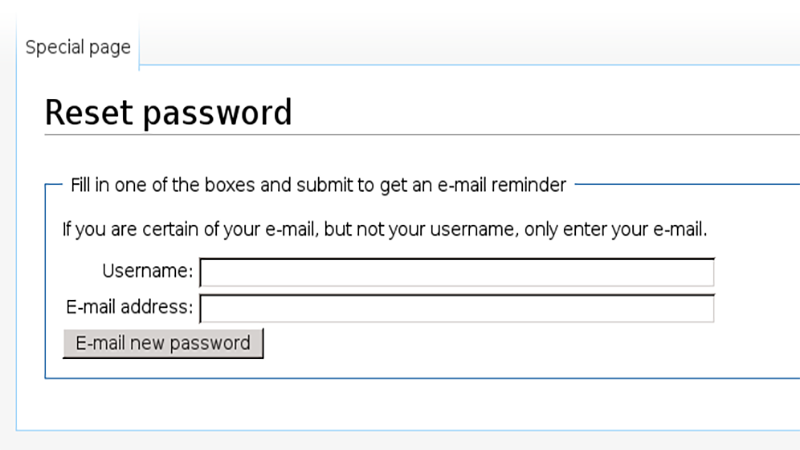 Special page
Reset password
Fill in one of the boxes and submit to get an e-mail reminder
If you are certain of your e-mail, but not your username, only enter your e-mail.
Username:
E-mail address:
E-mail new password